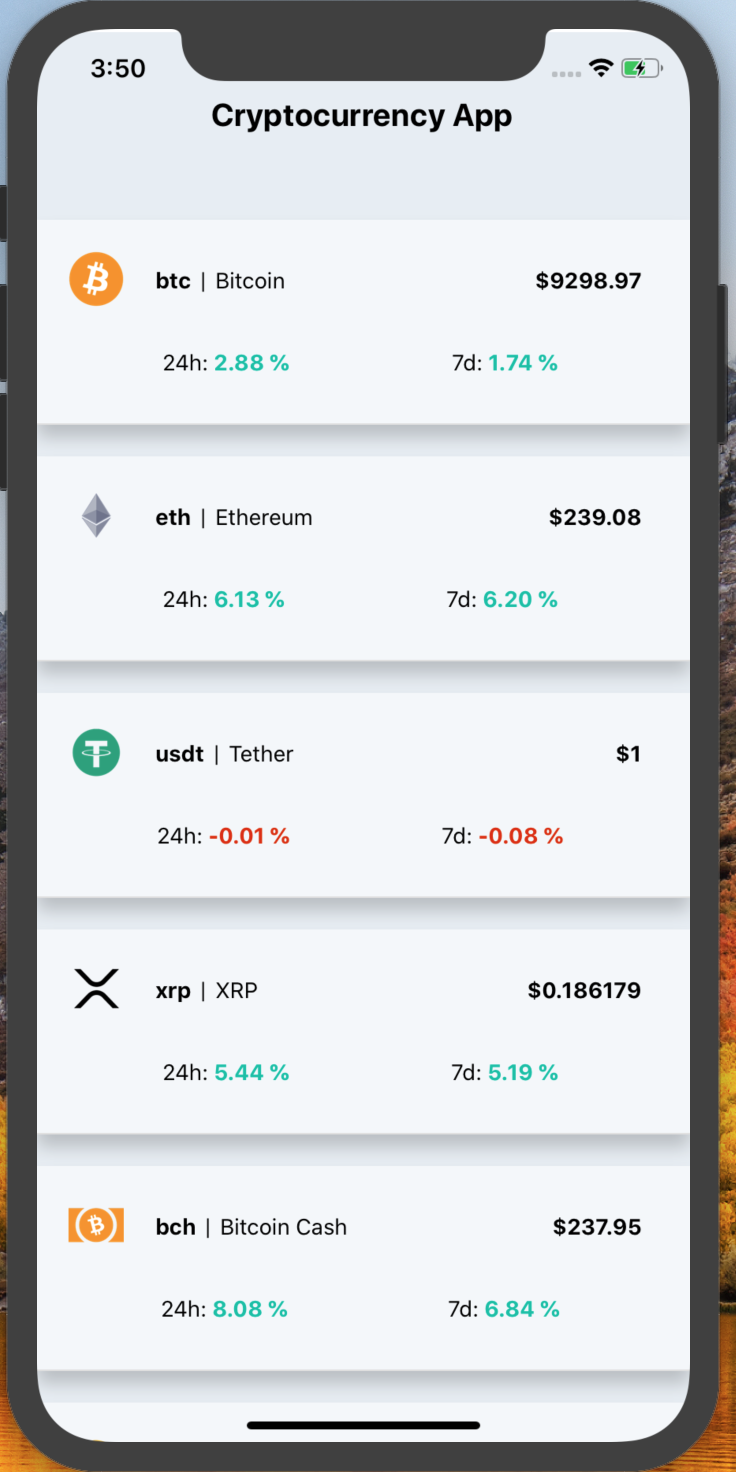 3:50
Cryptocurrency App
btc | Bitcoin $9298.97
24h: 2.88 % 7d: 1.74 %
eth | Ethereum $239.08
24h: 6.13 % 7d: 6.20 %
usdt | Tether $1
24h: -0.01 % 7d: -0.08 %
xrp | XRP $0.186179
24h: 5.44 % 7d: 5.19 %
bch | Bitcoin Cash $237.95
24h: 8.08 % 7d: 6.84 %